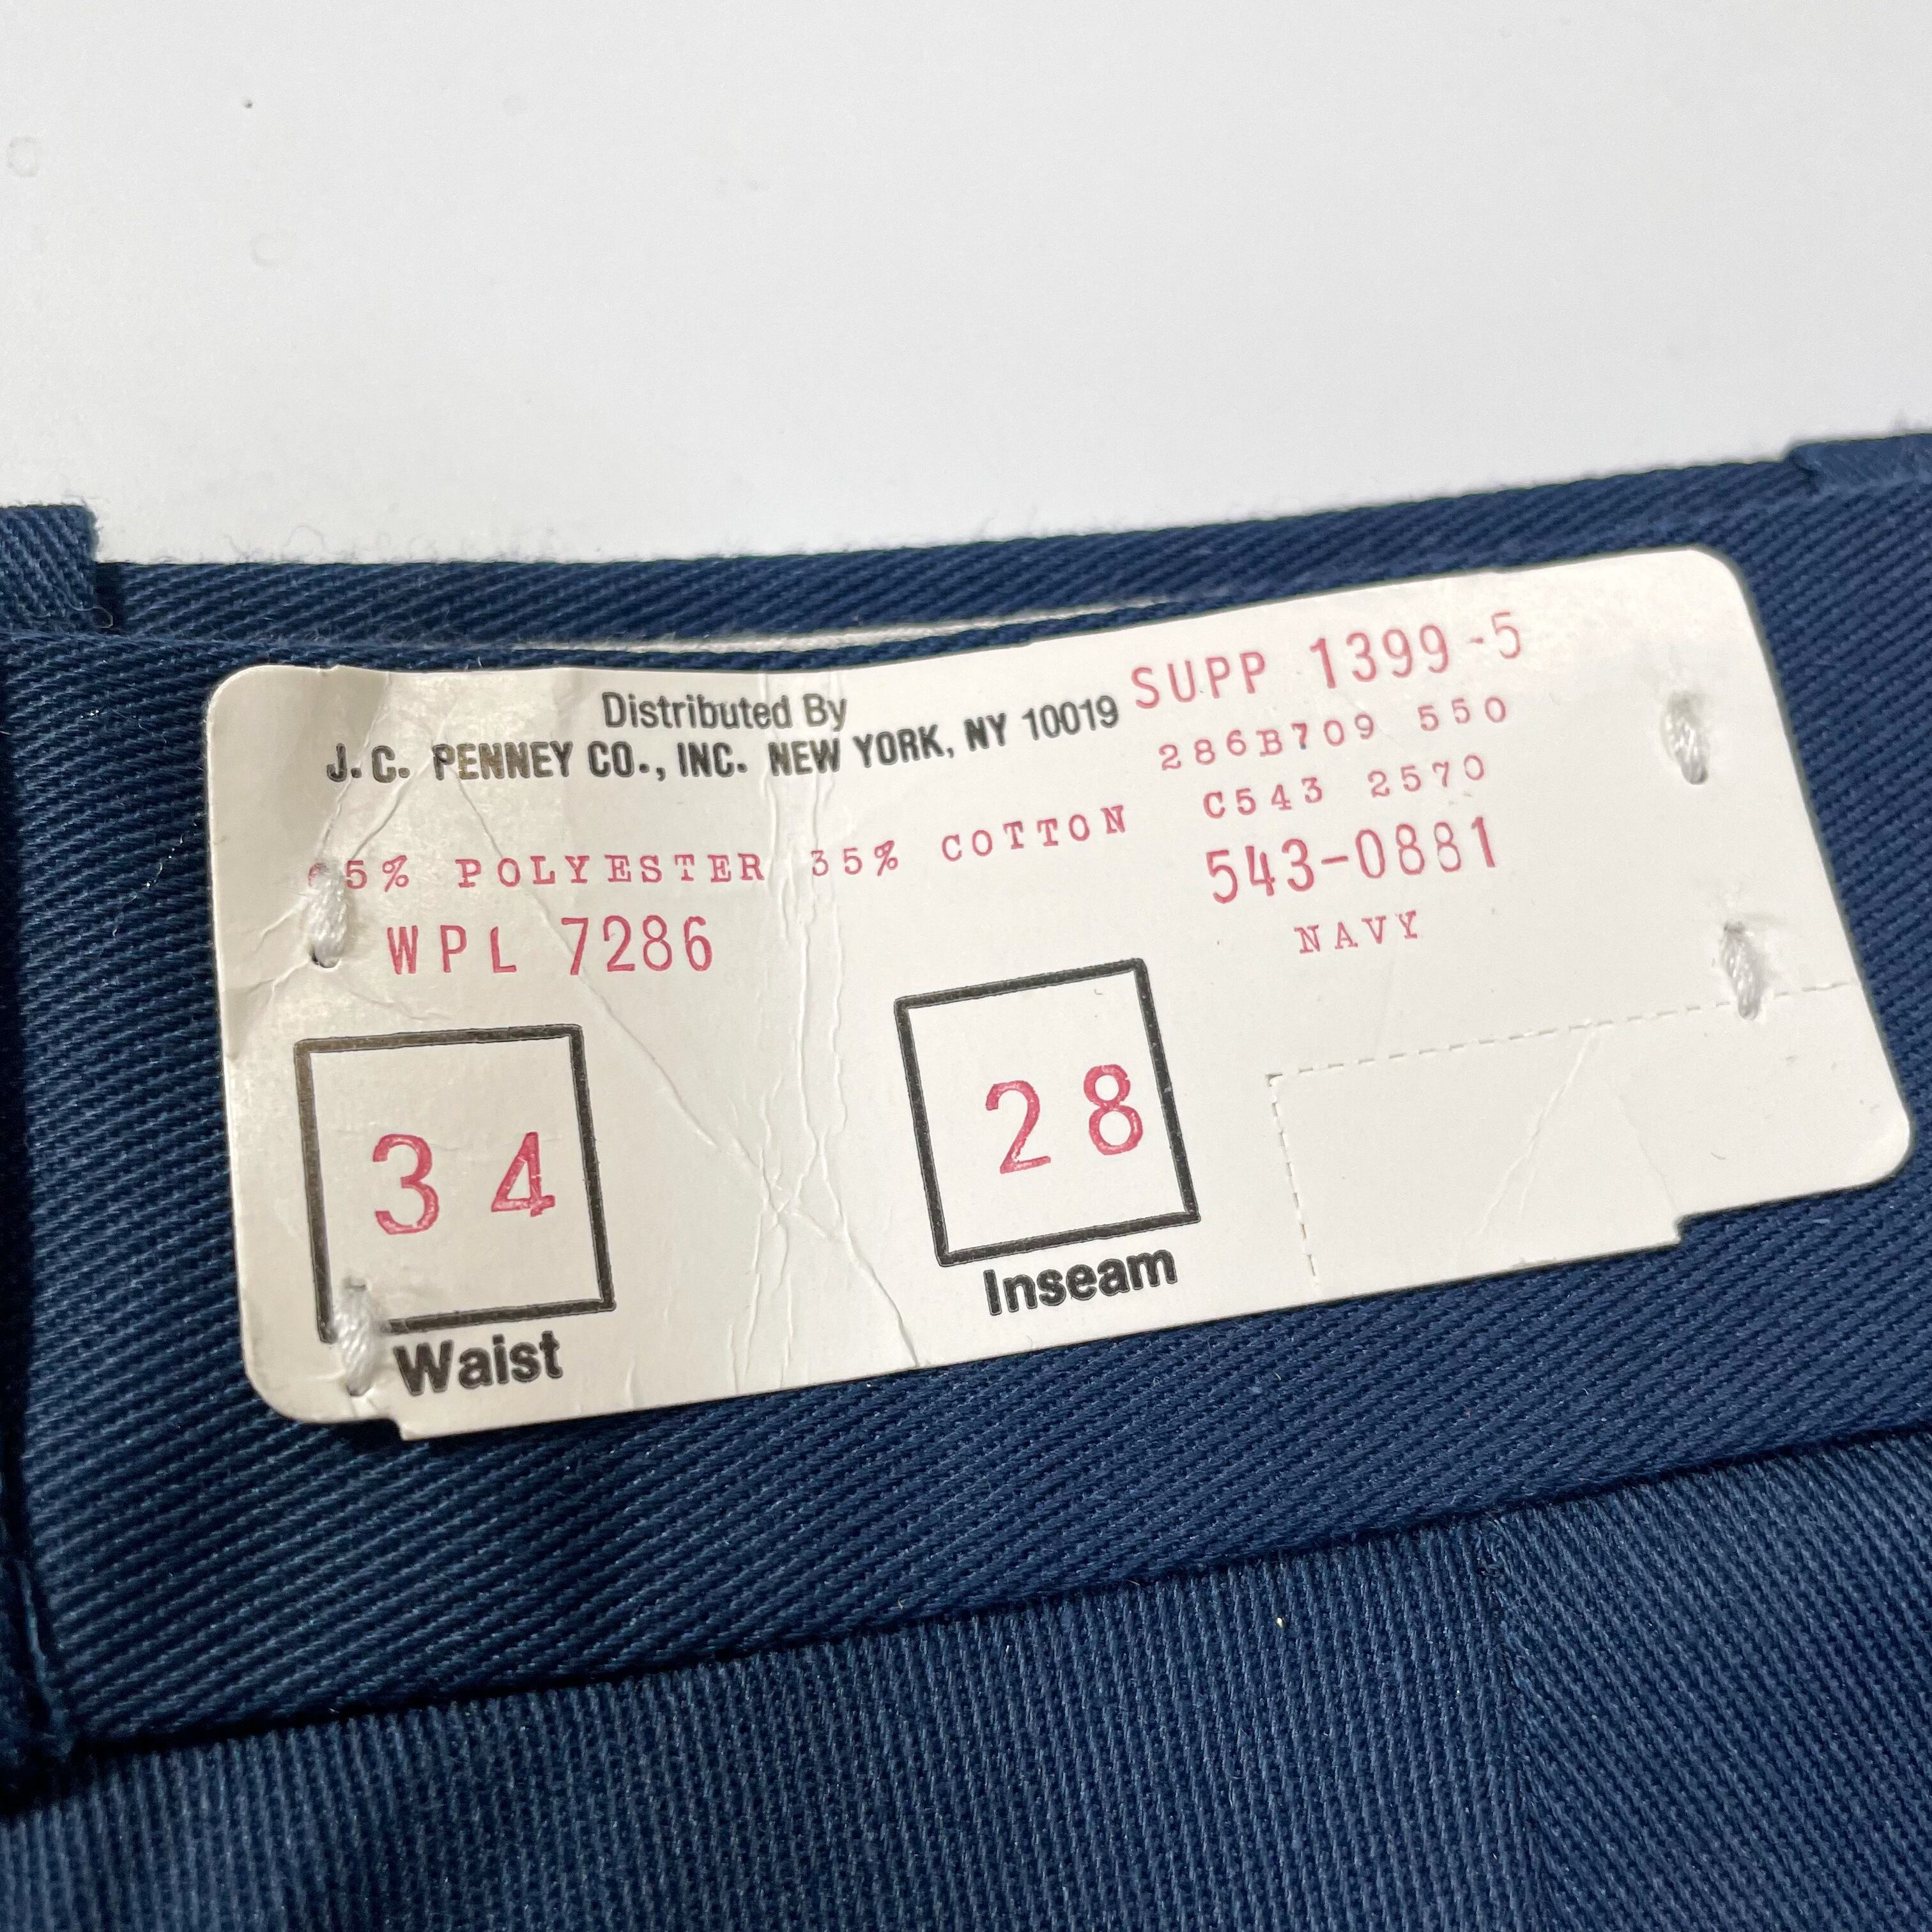 Distributed By
J. C. PENNEY CO., INC. NEW YORK, NY 10019
SUPP 1399-5
286B709 550
C543 2570
543-0881
NAVY
5% POLYESTER 35% COTTON
WPL 7286
34
Waist
28
Inseam